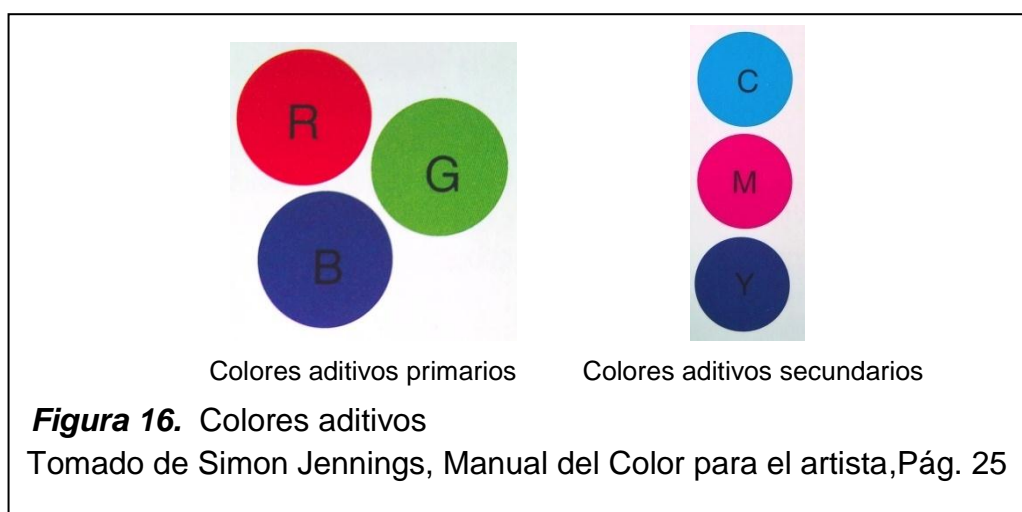 R
G
B
C
M
Y
Colores aditivos primarios
Colores aditivos secundarios
Figura 16. Colores aditivos
Tomado de Simon Jennings, Manual del Color para el artista,Pág. 25